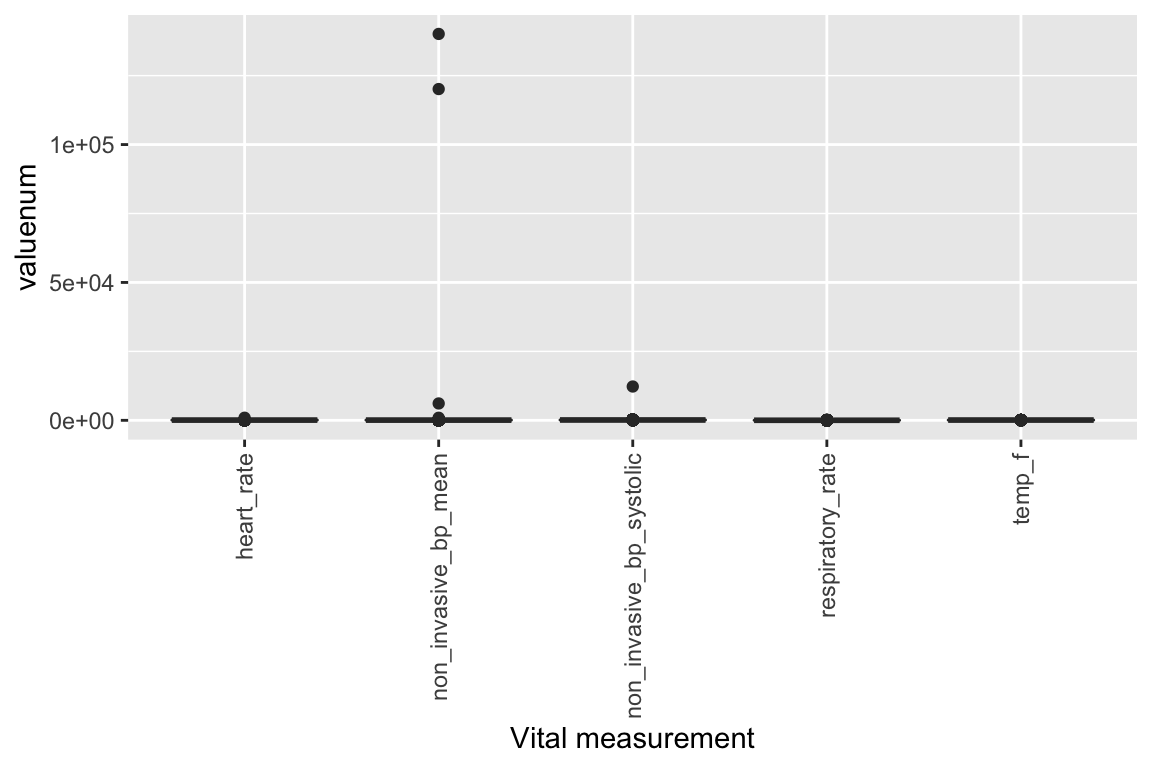 valuenum
1e+05
5e+04
0e+00
heart_rate
non_invasive_bp_mean
non_invasive_bp_systolic
respiratory_rate
temp_f
Vital measurement